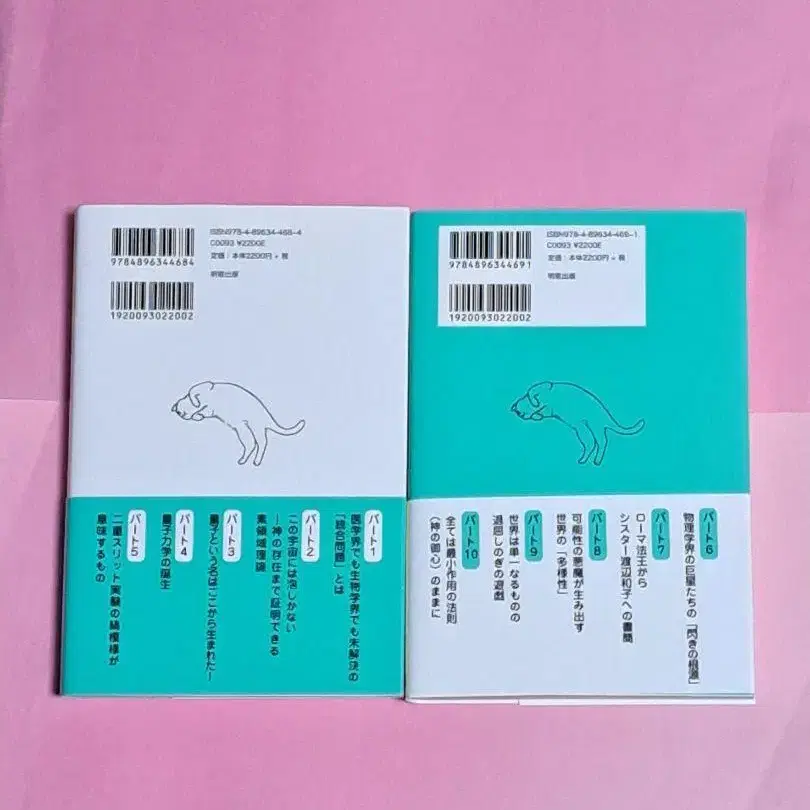 ISBN978-4-89634-468-4
C0093 ¥2200E
定価：本体2200円+税
明窓出版
9784896344684
1920093022002
パート1
医学界でも生物学界でも未解決の
「統合問題」とは
パート2
この宇宙には泡しかない
ー神の存在まで証明できる
素領域理論
パート3
量子という名はここから生まれたー
パート4
量子力学の誕生
パート5
二重スリット実験の縞模様が
意味するもの
ISBN978-4-89634-469-1
C0093 ¥2200E
定価：本体2200円+税
明窓出版
9784896344691
1920093022002
パート6
物理学界の巨星たちの「閃きの根源」
パート7
ローマ法王から
シスター渡辺和子への書簡
パート8
可能性の悪魔が生み出す
世界の「多様性」
パート9
世界は単一なるものの
退屈しのぎの遊戯
パート10
全ては最小作用の法則
（神の御心）のままに